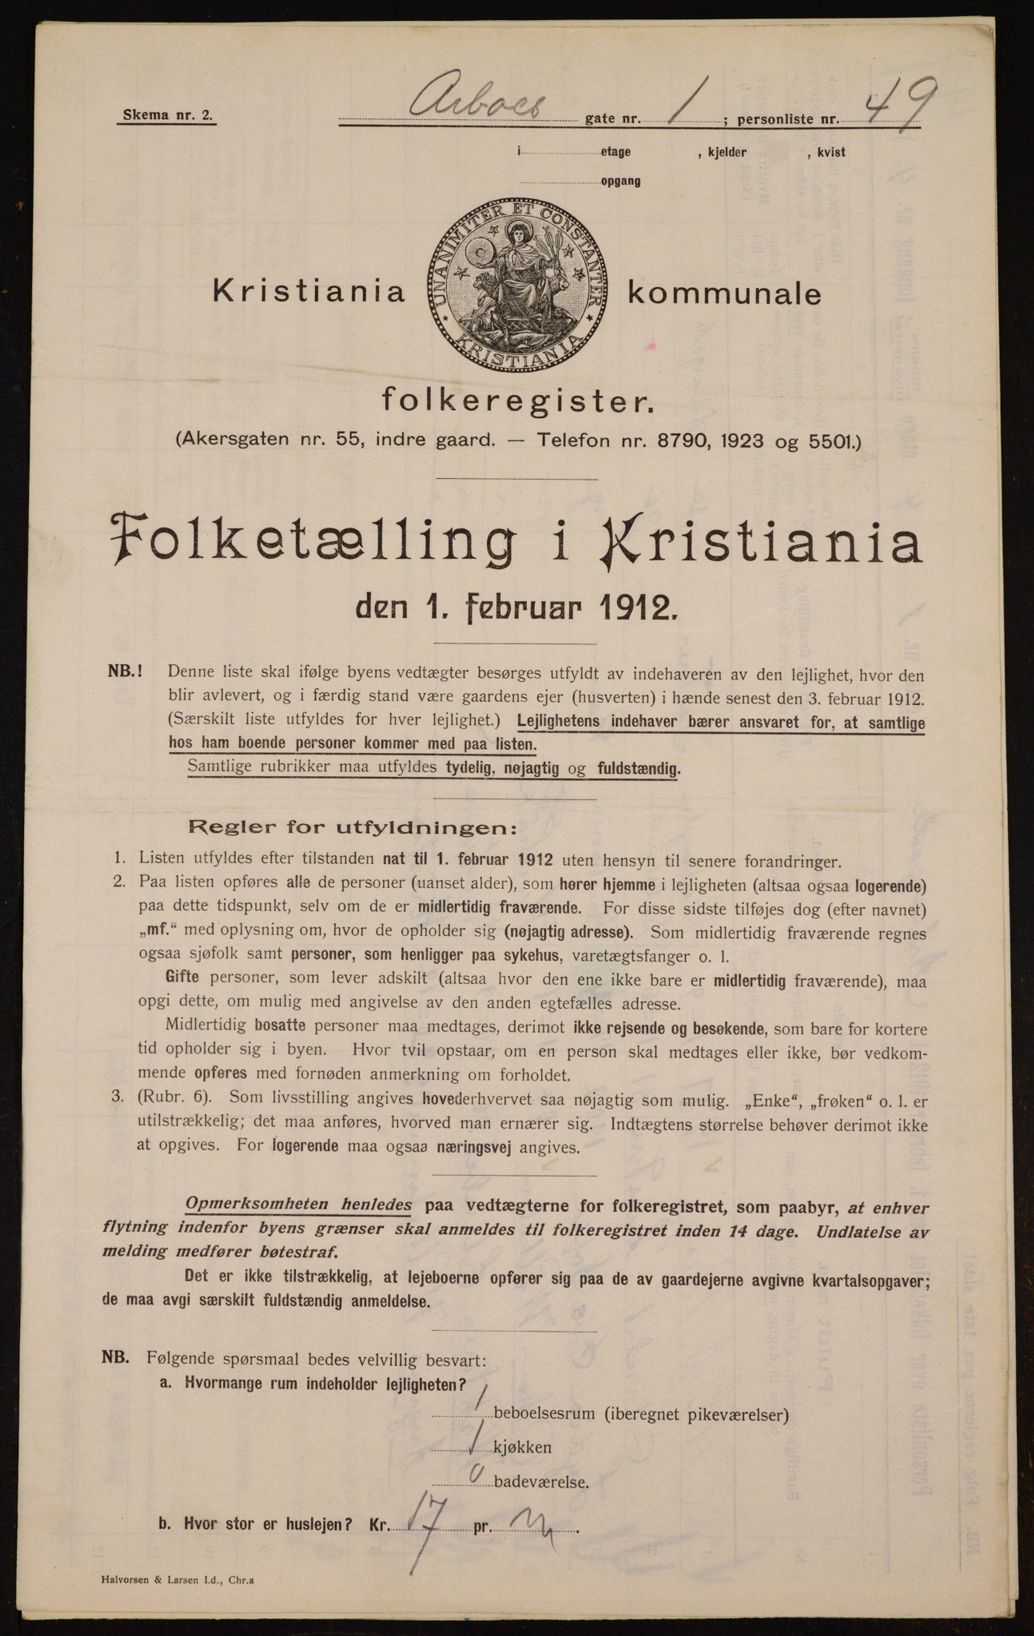 Skema nr. 2.
Arboes gate nr. 1 ; personliste nr. 49
i etage , kjelder , kvist
opgang
UNANIMITER ET CONSTANTER
KRISTIANIA
Kristiania kommunale
folkeregister.
(Akersgaten nr. 55, indre gaard. — Telefon nr. 8790, 1923 og 5501.)
Folketælling i Kristiania
den 1. februar 1912.
NB.! Denne liste skal ifølge byens vedtægter besørges utfyldt av indehaveren av den lejlighet, hvor den
blir avlevert, og i færdig stand være gaardens ejer (husverten) i hænde senest den 3. februar 1912.
(Særskilt liste utfyldes for hver lejlighet.) Lejlighetens indehaver bærer ansvaret for, at samtlige
hos ham boende personer kommer med paa listen.
Samtlige rubrikker maa utfyldes tydelig, nøjagtig og fuldstændig.
Regler for utfyldningen:
1. Listen utfyldes efter tilstanden nat til 1. februar 1912 uten hensyn til senere forandringer.
2. Paa listen opføres alle de personer (uanset alder), som hører hjemme i lejligheten (altsaa ogsaa logerende)
paa dette tidspunkt, selv om de er midlertidig fraværende. For disse sidste tilføjes dog (efter navnet)
„mf.“ med oplysning om, hvor de opholder sig (nøjagtig adresse). Som midlertidig fraværende regnes
ogsaa sjøfolk samt personer, som henligger paa sykehus, varetægtsfanger o. l.
Gifte personer, som lever adskilt (altsaa hvor den ene ikke bare er midlertidig fraværende), maa
opgi dette, om mulig med angivelse av den anden egtefælles adresse.
Midlertidig bosatte personer maa medtages, derimot ikke rejsende og besøkende, som bare for kortere
tid opholder sig i byen. Hvor tvil opstaar, om en person skal medtages eller ikke, bør vedkom-
mende opføres med fornøden anmerkning om forholdet.
3. (Rubr. 6). Som livsstilling angives hovederhvervet saa nøjagtig som mulig. „Enke“, „frøken“ o. l. er
utilstrækkelig; det maa anføres, hvorved man ernærer sig. Indtægtens størrelse behøver derimot ikke
at opgives. For logerende maa ogsaa næringsvej angives.
Opmerksomheten henledes paa vedtægterne for folkeregistret, som paabyr, at enhver
flytning indenfor byens grænser skal anmeldes til folkeregistret inden 14 dage. Undlatelse av
melding medfører bøtestraf.
Det er ikke tilstrækkelig, at lejeboerne opfører sig paa de av gaardejerne avgivne kvartalsopgaver;
de maa avgi særskilt fuldstændig anmeldelse.
NB. Følgende spørsmaal bedes velvillig besvart:
a. Hvormange rum indeholder lejligheten?
1 beboelsesrum (iberegnet pikeværelser)
1 kjøkken
0 badeværelse.
b. Hvor stor er huslejen? Kr. 17 pr. .
Halvorsen & Larsen Ld., Chr.a